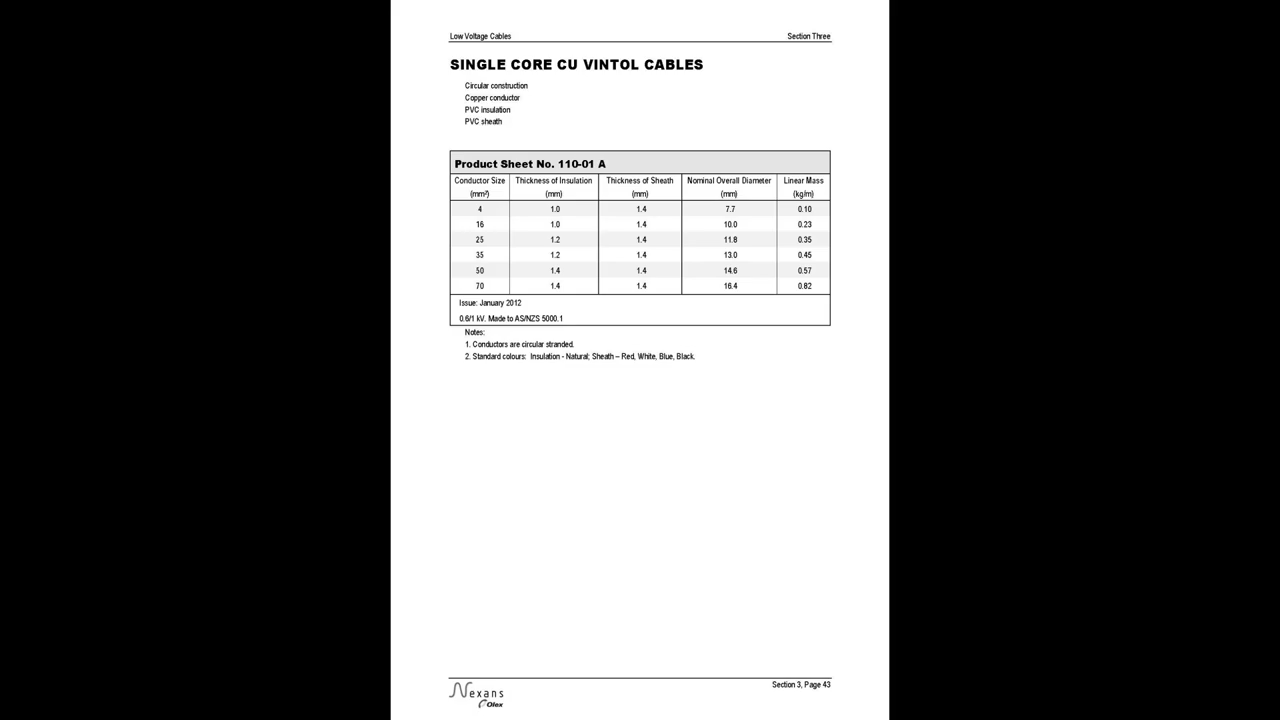 Low Voltage Cables Section Three
SINGLE CORE CU VINTOL CABLES
Circular construction
Copper conductor
PVC insulation
PVC sheath
Product Sheet No. 110-01 A
Conductor Size Thickness of Insulation Thickness of Sheath Nominal Overall Diameter Linear Mass
(mm²) (mm) (mm) (mm) (kg/m)
4 1.0 1.4 7.7 0.10
16 1.0 1.4 10.0 0.23
25 1.2 1.4 11.8 0.35
35 1.2 1.4 13.0 0.45
50 1.4 1.4 14.6 0.57
70 1.4 1.4 16.4 0.82
Issue: January 2012
0.6/1 kV. Made to AS/NZS 5000.1
Notes:
1. Conductors are circular stranded.
2. Standard colours: Insulation - Natural; Sheath – Red, White, Blue, Black.
Section 3, Page 43
Nexans
Olex